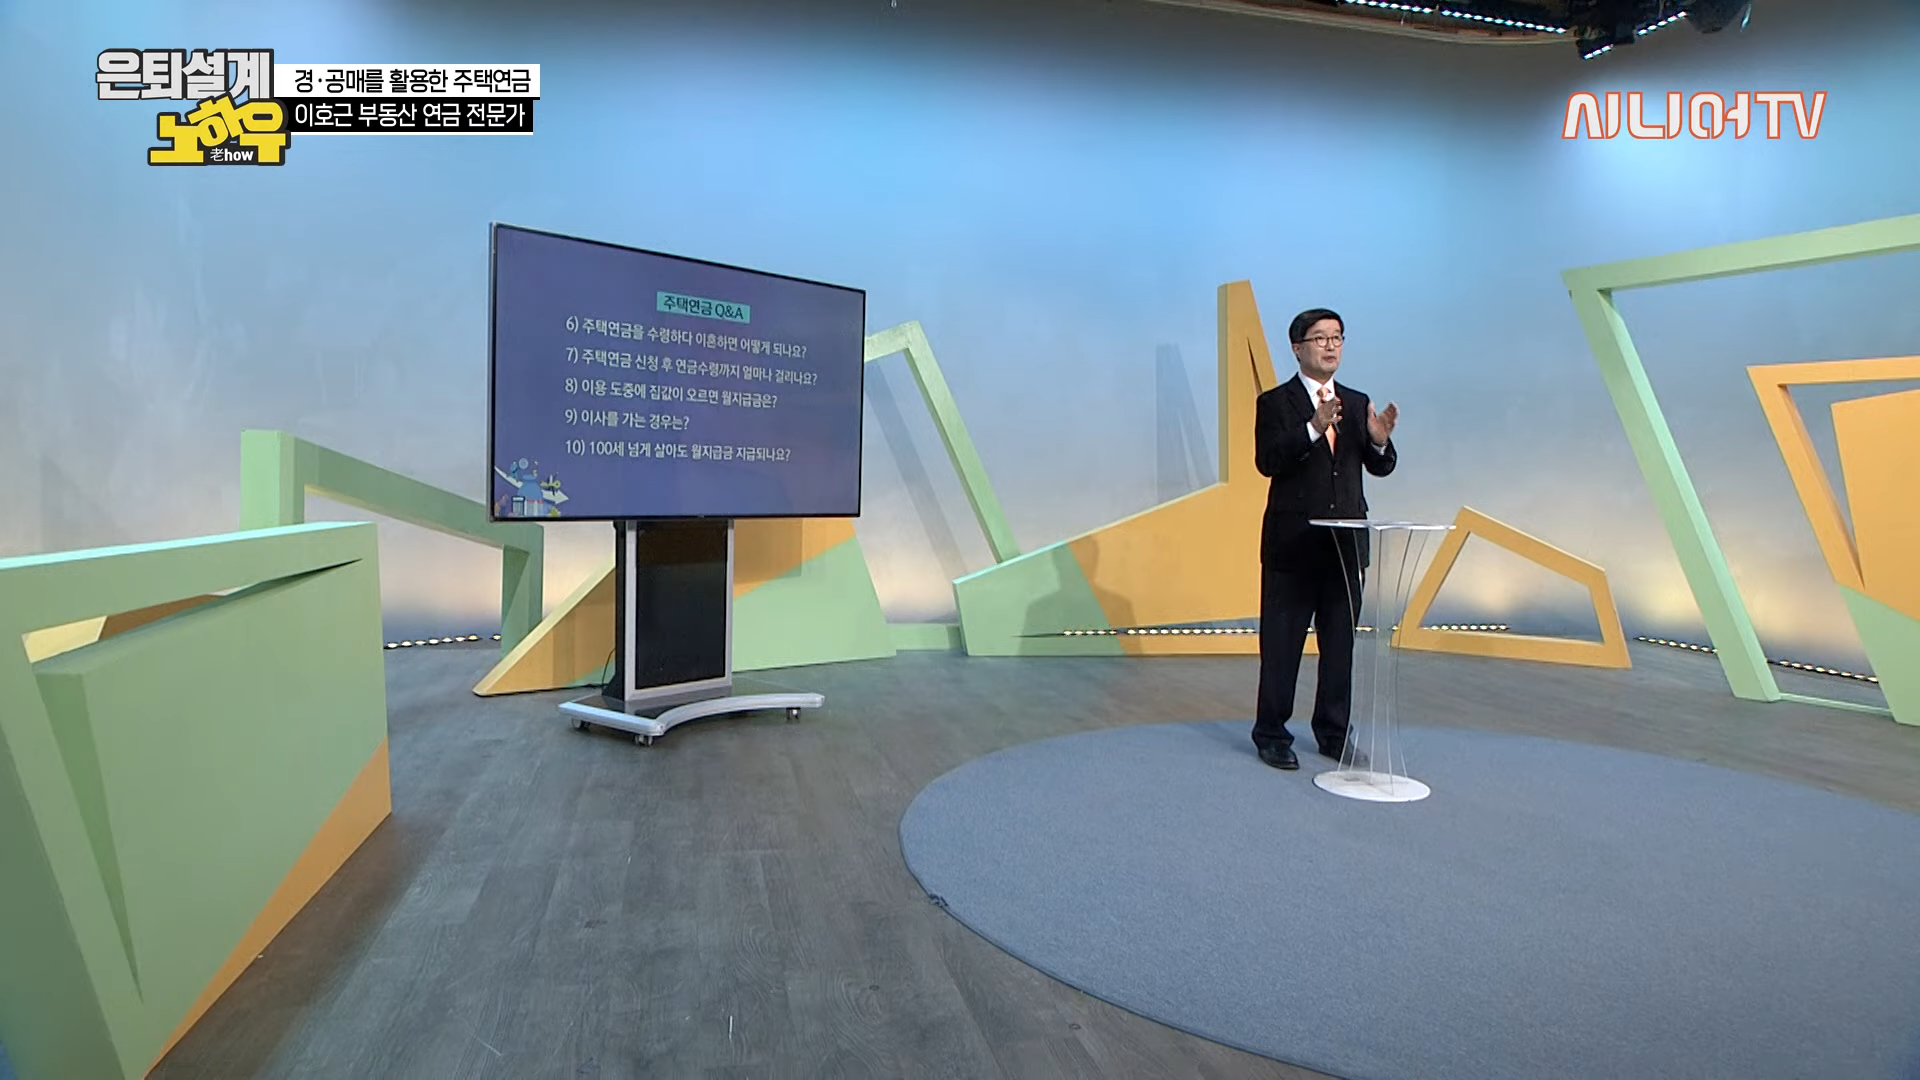 은퇴설계
노하우
老how
경·공매를 활용한 주택연금
이호근 부동산 연금 전문가
시니어TV
주택연금 Q&A
6) 주택연금을 수령하다 이혼하면 어떻게 되나요?
7) 주택연금 신청 후 연금수령까지 얼마나 걸리나요?
8) 이용 도중에 집값이 오르면 월지급금은?
9) 이사를 가는 경우는?
10) 100세 넘게 살아도 월지급금 지급되나요?